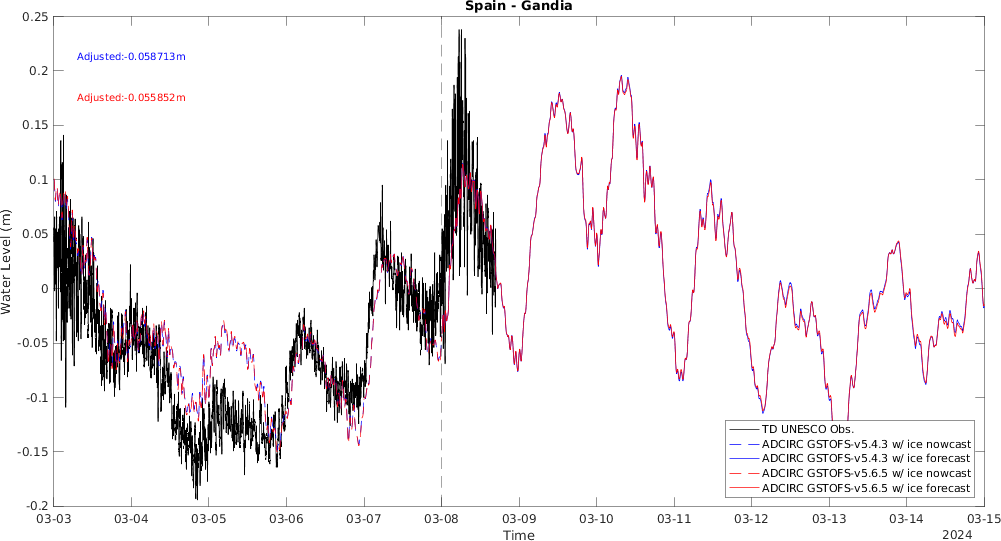 Spain - Gandia
0.25
0.2
0.15
0.1
0.05
0
-0.05
-0.1
-0.15
-0.2
Water Level (m)
Adjusted:-0.058713m
Adjusted:-0.055852m
TD UNESCO Obs.
ADCIRC GSTOFS-v5.4.3 w/ ice nowcast
ADCIRC GSTOFS-v5.4.3 w/ ice forecast
ADCIRC GSTOFS-v5.6.5 w/ ice nowcast
ADCIRC GSTOFS-v5.6.5 w/ ice forecast
03-03 03-04 03-05 03-06 03-07 03-08 03-09 03-10 03-11 03-12 03-13 03-14 03-15
Time
2024